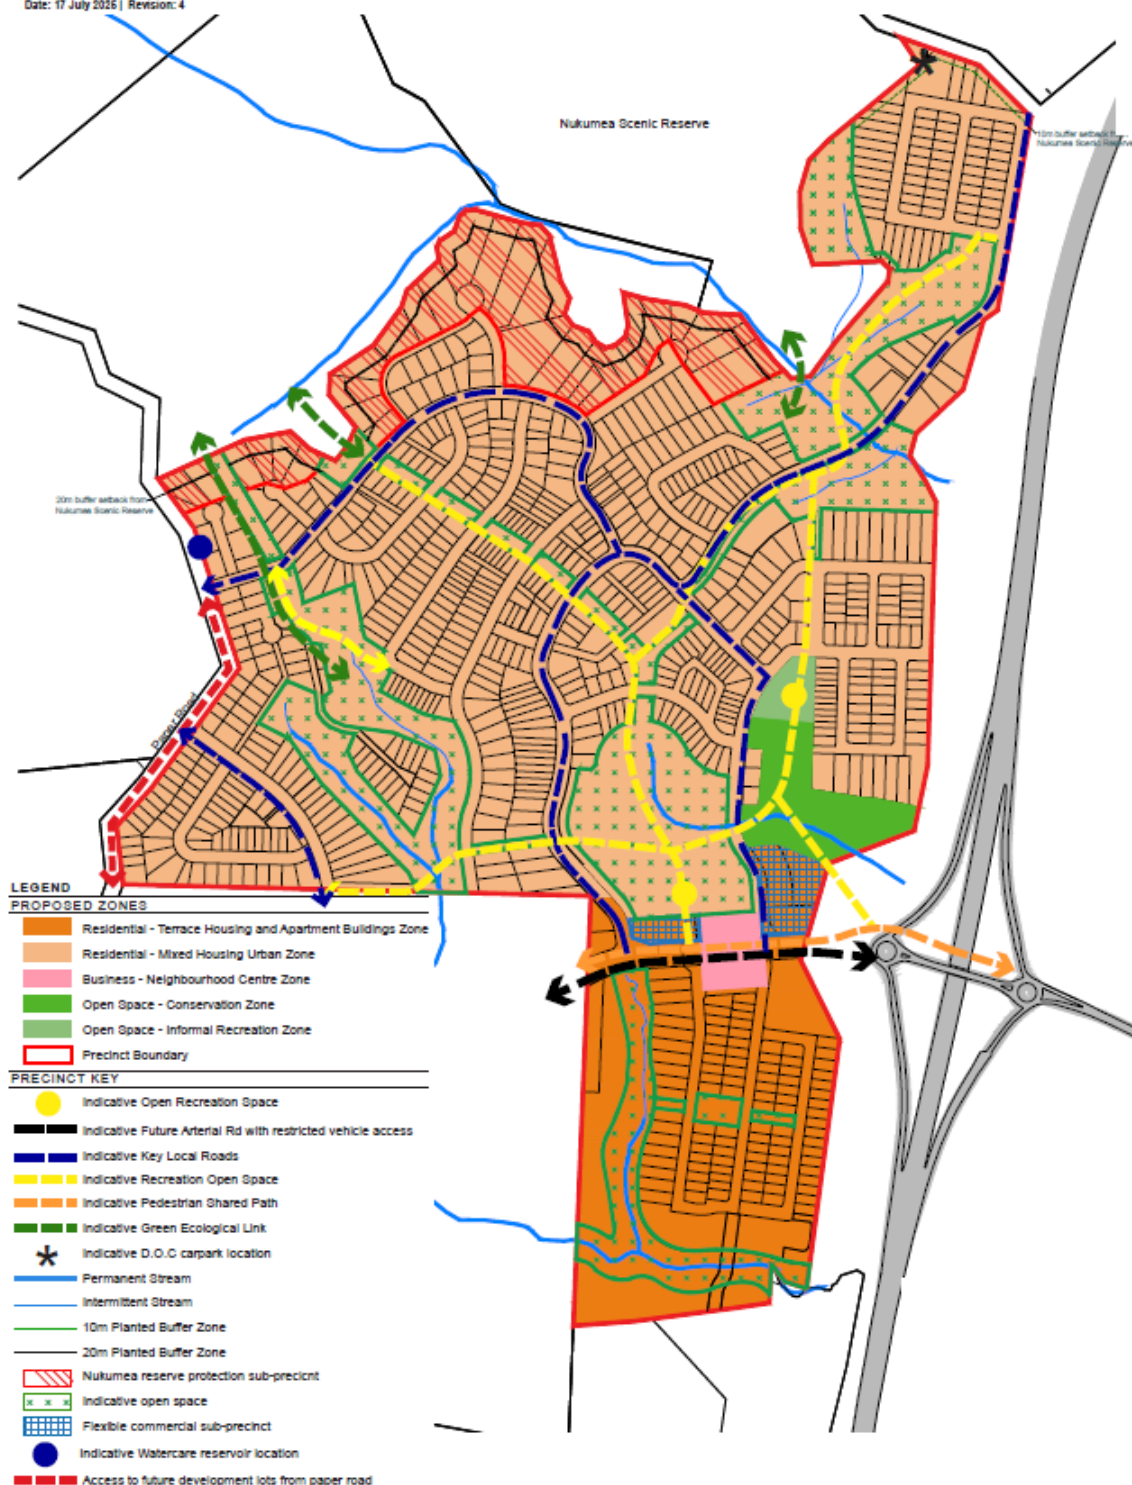 Date: 17 July 2025 | Revision: 4
Nukumea Scenic Reserve
10m buffer setback
Nukumea Scenic Reserve
20m buffer setback from
Nukumea Scenic Reserve
Paper Road
LEGEND
PROPOSED ZONES
Residential - Terrace Housing and Apartment Buildings Zone
Residential - Mixed Housing Urban Zone
Business - Neighbourhood Centre Zone
Open Space - Conservation Zone
Open Space - Informal Recreation Zone
Precinct Boundary
PRECINCT KEY
Indicative Open Recreation Space
Indicative Future Arterial Rd with restricted vehicle access
Indicative Key Local Roads
Indicative Recreation Open Space
Indicative Pedestrian Shared Path
Indicative Green Ecological Link
Indicative D.O.C carpark location
Permanent Stream
Intermittent Stream
10m Planted Buffer Zone
20m Planted Buffer Zone
Nukumea reserve protection sub-precicnt
Indicative open space
Flexible commercial sub-precinct
Indicative Watercare reservoir location
Access to future development lots from paper road